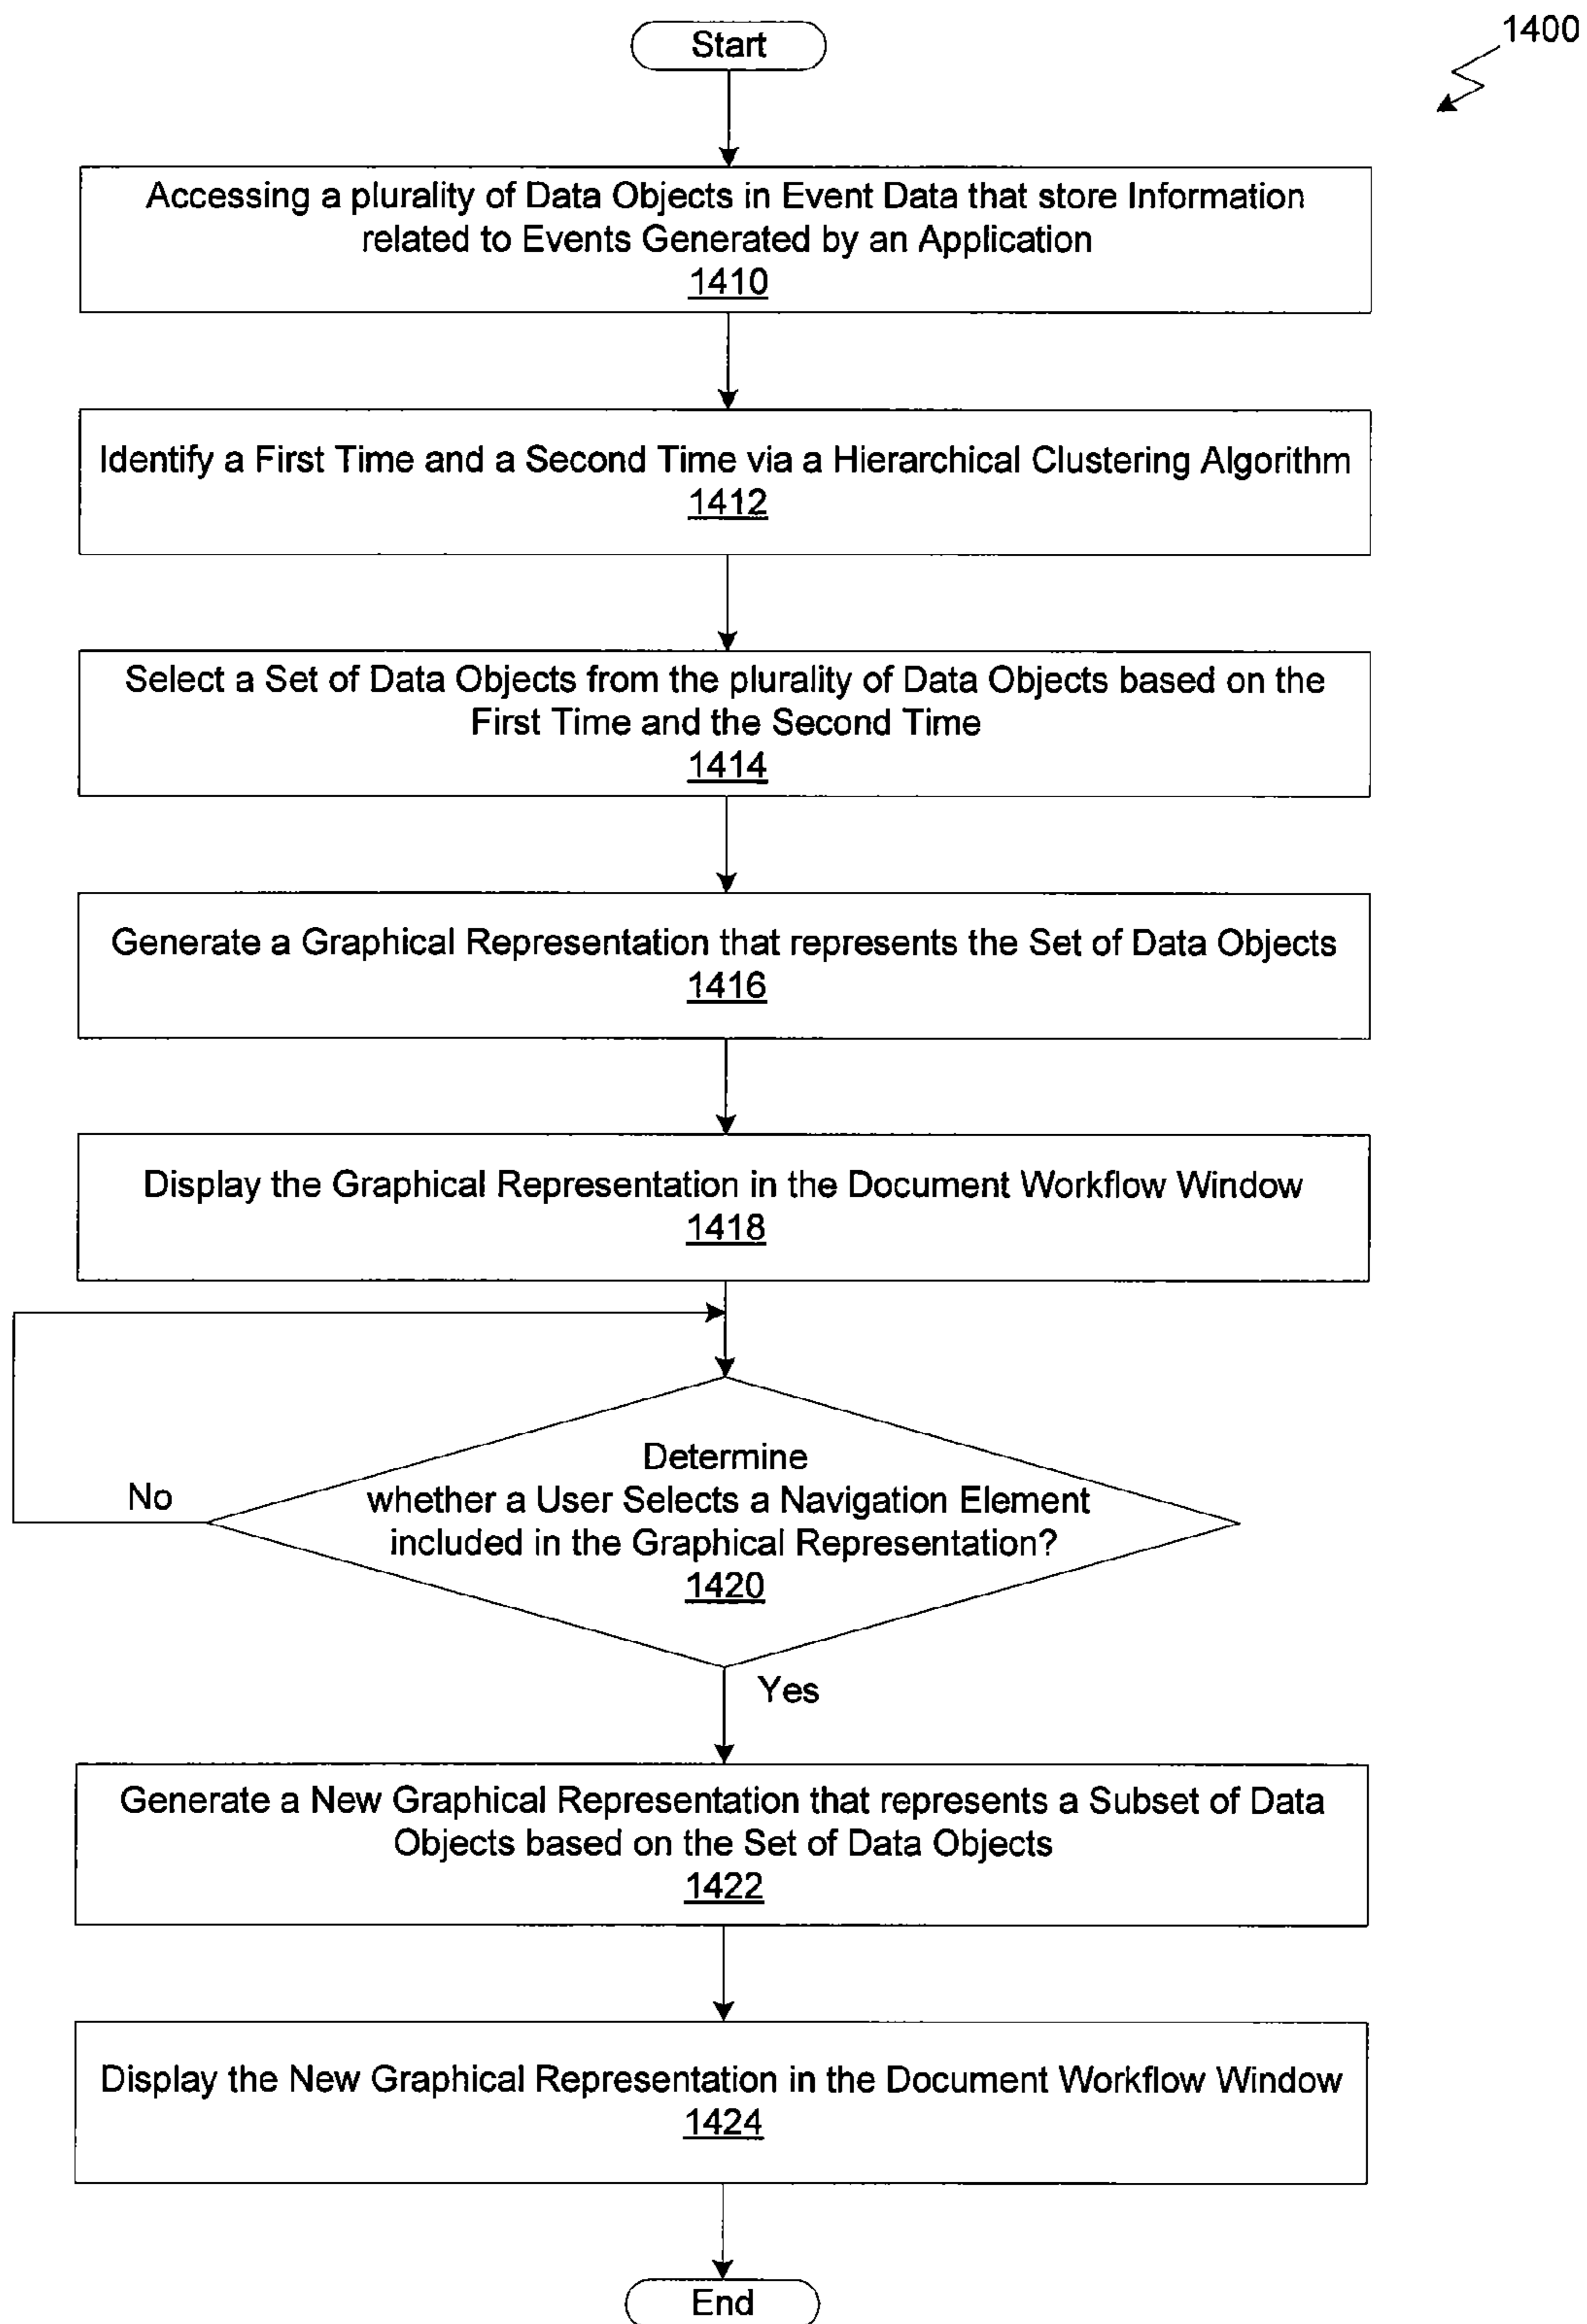 1400
Start
Accessing a plurality of Data Objects in Event Data that store Information
related to Events Generated by an Application
1410
Identify a First Time and a Second Time via a Hierarchical Clustering Algorithm
1412
Select a Set of Data Objects from the plurality of Data Objects based on the
First Time and the Second Time
1414
Generate a Graphical Representation that represents the Set of Data Objects
1416
Display the Graphical Representation in the Document Workflow Window
1418
Determine
whether a User Selects a Navigation Element
included in the Graphical Representation?
1420
No
Yes
Generate a New Graphical Representation that represents a Subset of Data
Objects based on the Set of Data Objects
1422
Display the New Graphical Representation in the Document Workflow Window
1424
End